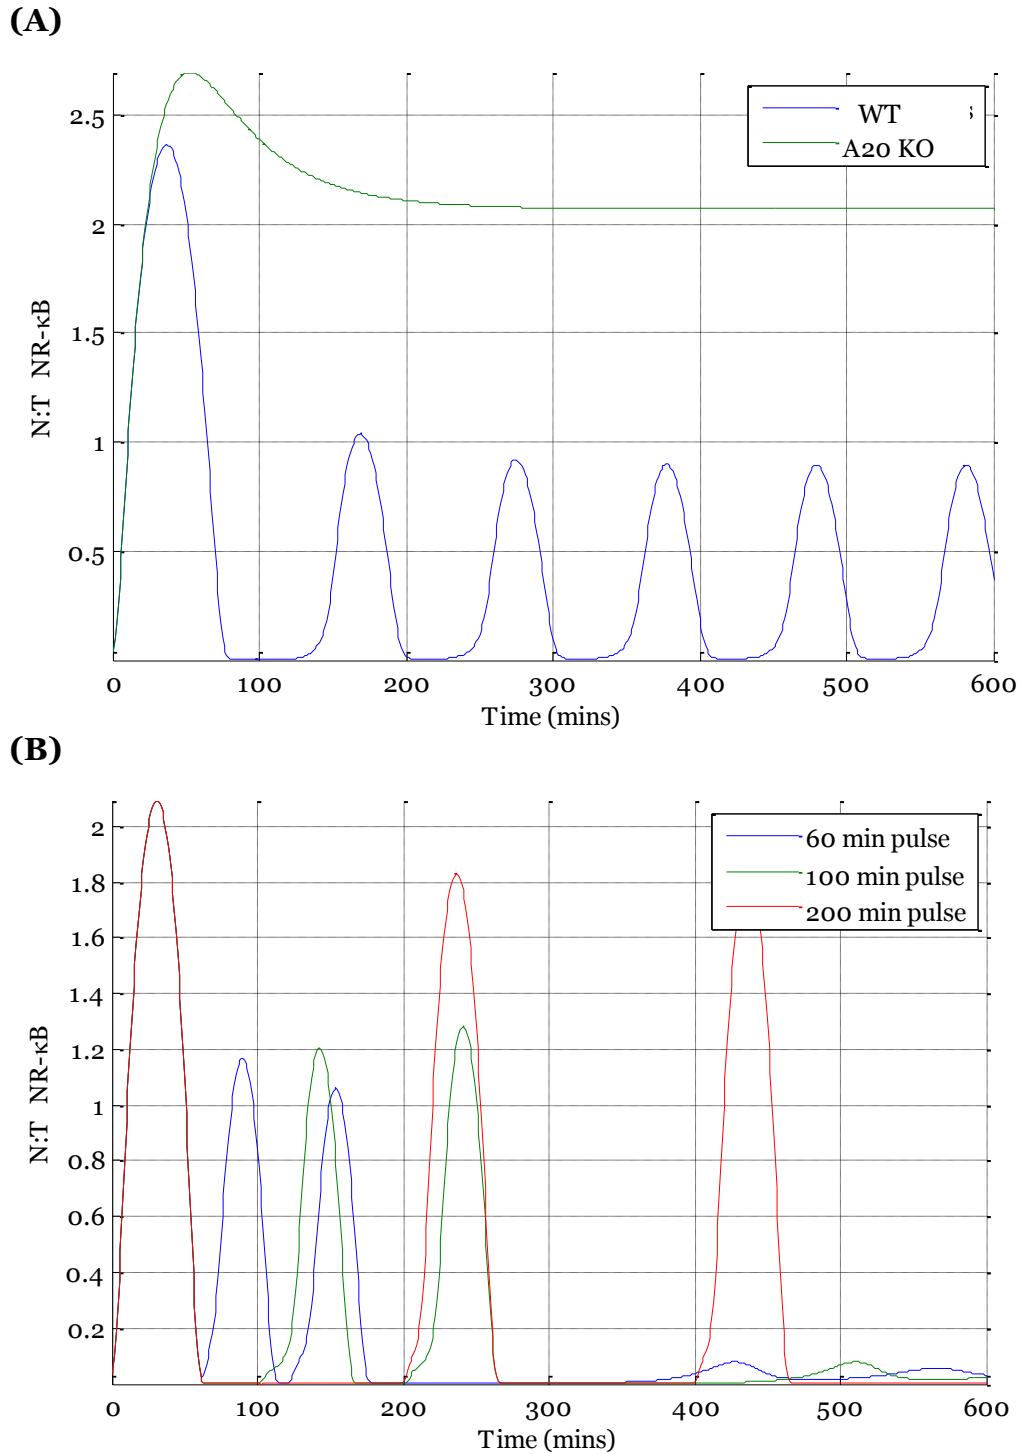 (A)
2.5
2
1.5
1
0.5
N:T NR-κB
WT s
A20 KO
0 100 200 300 400 500 600
Time (mins)
(B)
2
1.8
1.6
1.4
1.2
1
0.8
0.6
0.4
0.2
N:T NR-κB
60 min pulse
100 min pulse
200 min pulse
0 100 200 300 400 500 600
Time (mins)